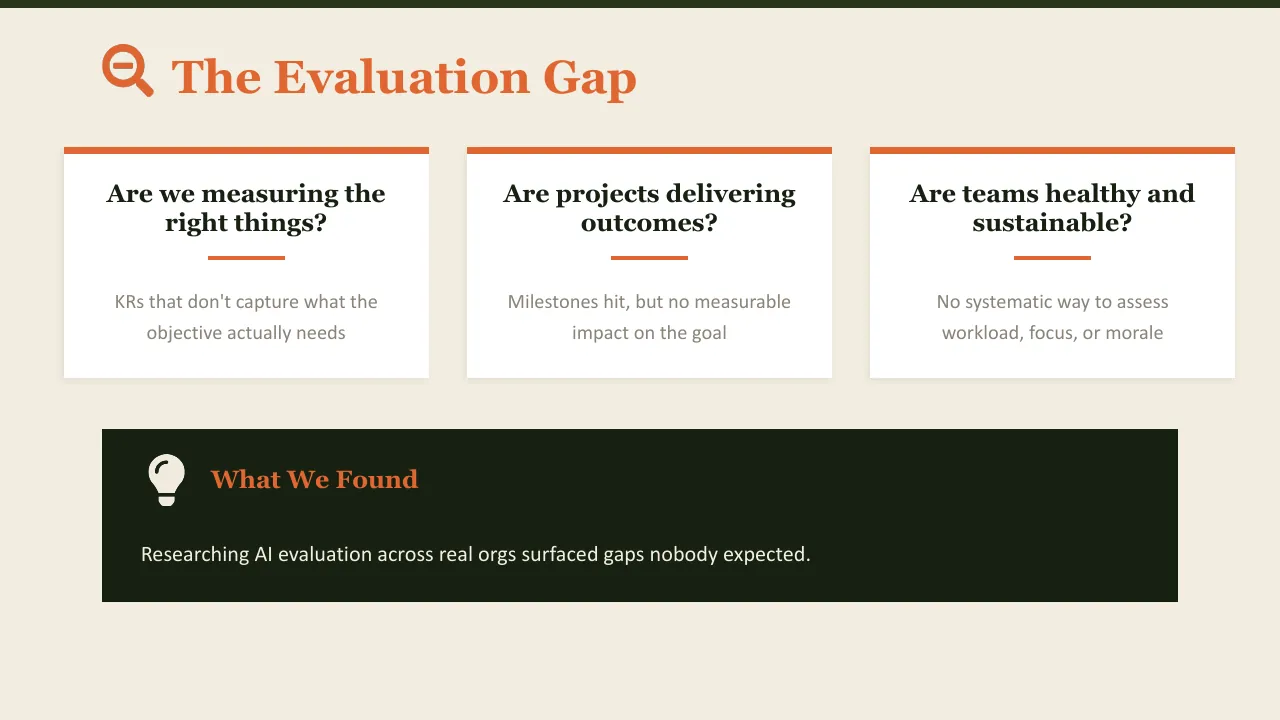 The Evaluation Gap
Are we measuring the
right things?
KRs that don't capture what the
objective actually needs
Are projects delivering
outcomes?
Milestones hit, but no measurable
impact on the goal
Are teams healthy and
sustainable?
No systematic way to assess
workload, focus, or morale
What We Found
Researching AI evaluation across real orgs surfaced gaps nobody expected.